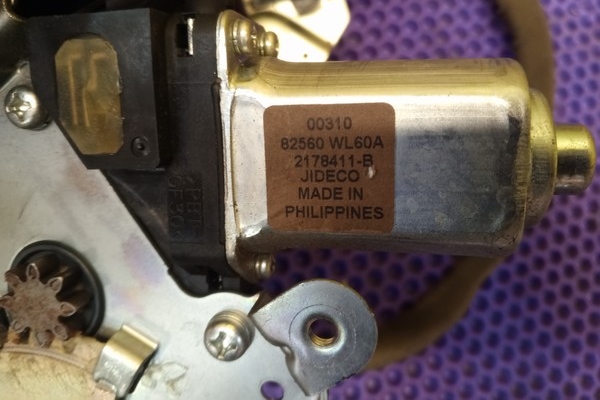 00310
82560 WL60A
2178411-B
JIDECO
MADE IN
PHILIPPINES